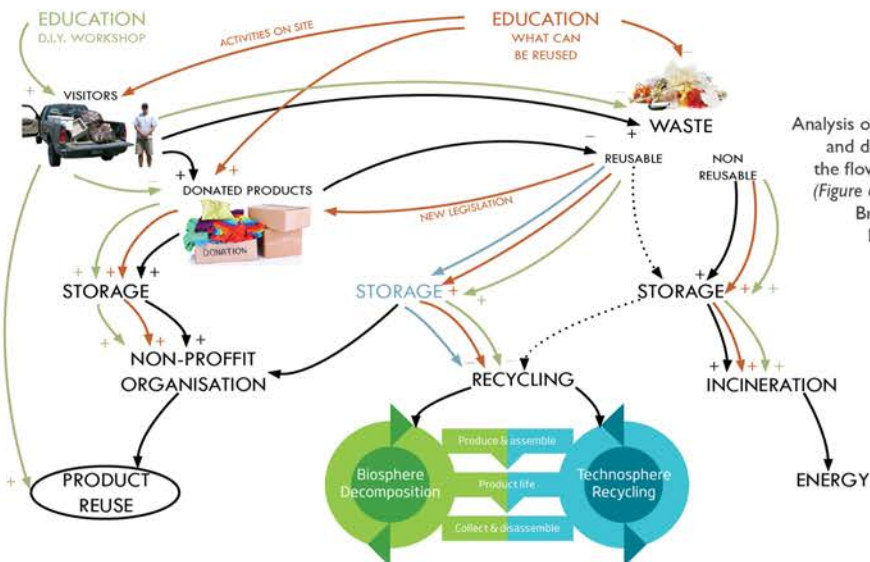 EDUCATION
D.I.Y. WORKSHOP
ACTIVITIES ON SITE
EDUCATION
WHAT CAN
BE REUSED
−
+
VISITORS
−
−
+
WASTE
REUSABLE
NON
REUSABLE
Analysis o
and d
the flov
(Figure
Br
+
−
+
DONATED PRODUCTS
DONATION
NEW LEGISLATION
+
+
+
STORAGE
STORAGE
+
+
+
STORAGE
+
+
+
+
+
NON-PROFFIT
ORGANISATION
−
−
−
RECYCLING
+
+
+
INCINERATION
+
PRODUCT
REUSE
Biosphere
Decomposition
Produce & assemble
Product life
Collect & disassemble
Technosphere
Recycling
ENERGY